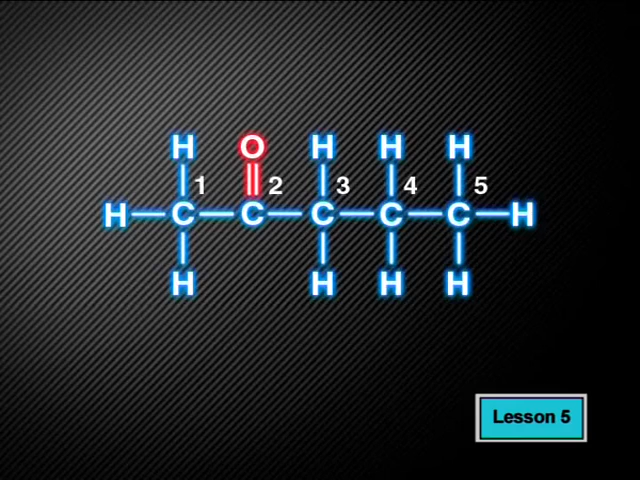 H O H H H
1 2 3 4 5
H C C C C C H
H H H H
Lesson 5